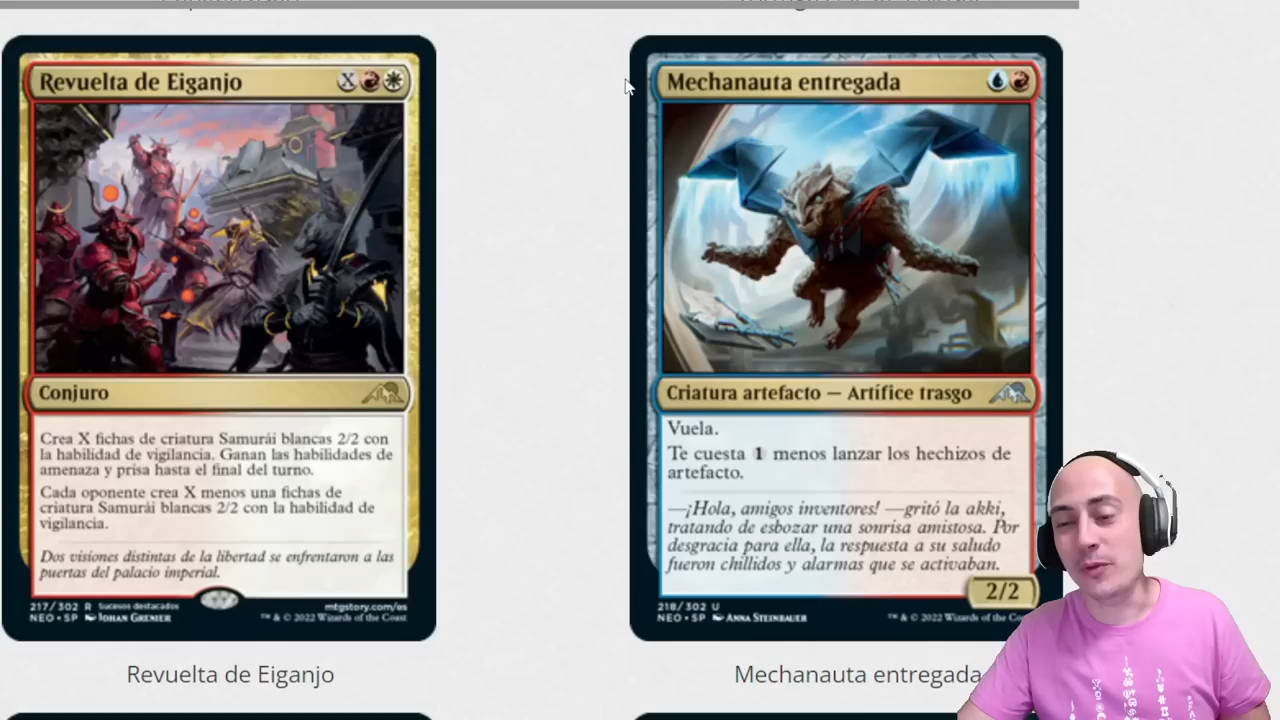 Revuelta de Eiganjo
X
Conjuro
Crea X fichas de criatura Samurái blancas 2/2 con
la habilidad de vigilancia. Ganan las habilidades de
amenaza y prisa hasta el final del turno.
Cada oponente crea X menos una fichas de
criatura Samurái blancas 2/2 con la habilidad de
vigilancia.
Dos visiones distintas de la libertad se enfrentaron a las
puertas del palacio imperial.
217/302 R Sucesos destacados
mtgstory.com/es
NEO • SP Johan Grenier
™ & © 2022 Wizards of the Coast
Revuelta de Eiganjo
Mechanauta entregada
Criatura artefacto — Artífice trasgo
Vuela.
Te cuesta 1 menos lanzar los hechizos de
artefacto.
—¡Hola, amigos inventores! —gritó la akki,
tratando de esbozar una sonrisa amistosa. Por
desgracia para ella, la respuesta a su saludo
fueron chillidos y alarmas que se activaban.
2/2
218/302 U
NEO • SP Anna Steinbauer
™ & © 2022 Wizards of the
Mechanauta entregada